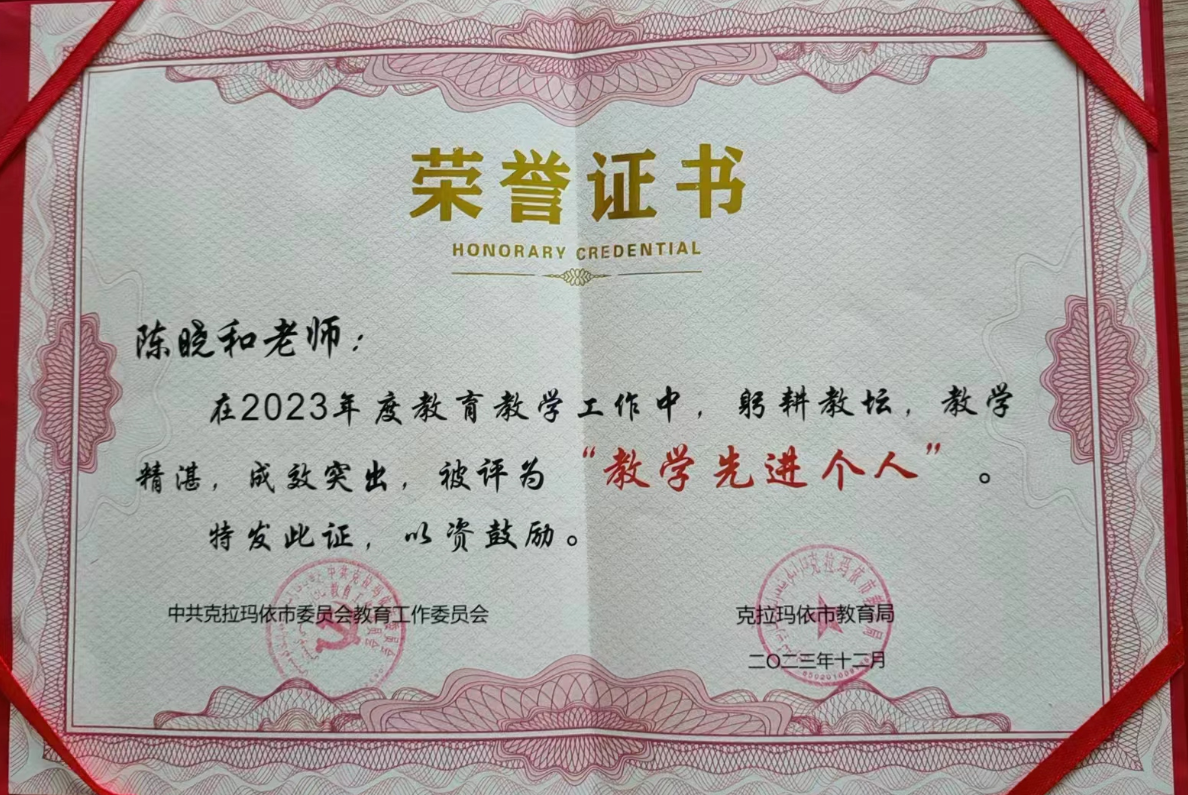 荣誉证书
HONORARY CREDENTIAL
陈晓和老师：
在2023年度教育教学工作中，躬耕教坛，教学
精湛，成效突出，被评为“教学先进个人”。
特发此证，以资鼓励。
中共克拉玛依市委员会教育工作委员会
克拉玛依市教育局
二〇二三年十二月